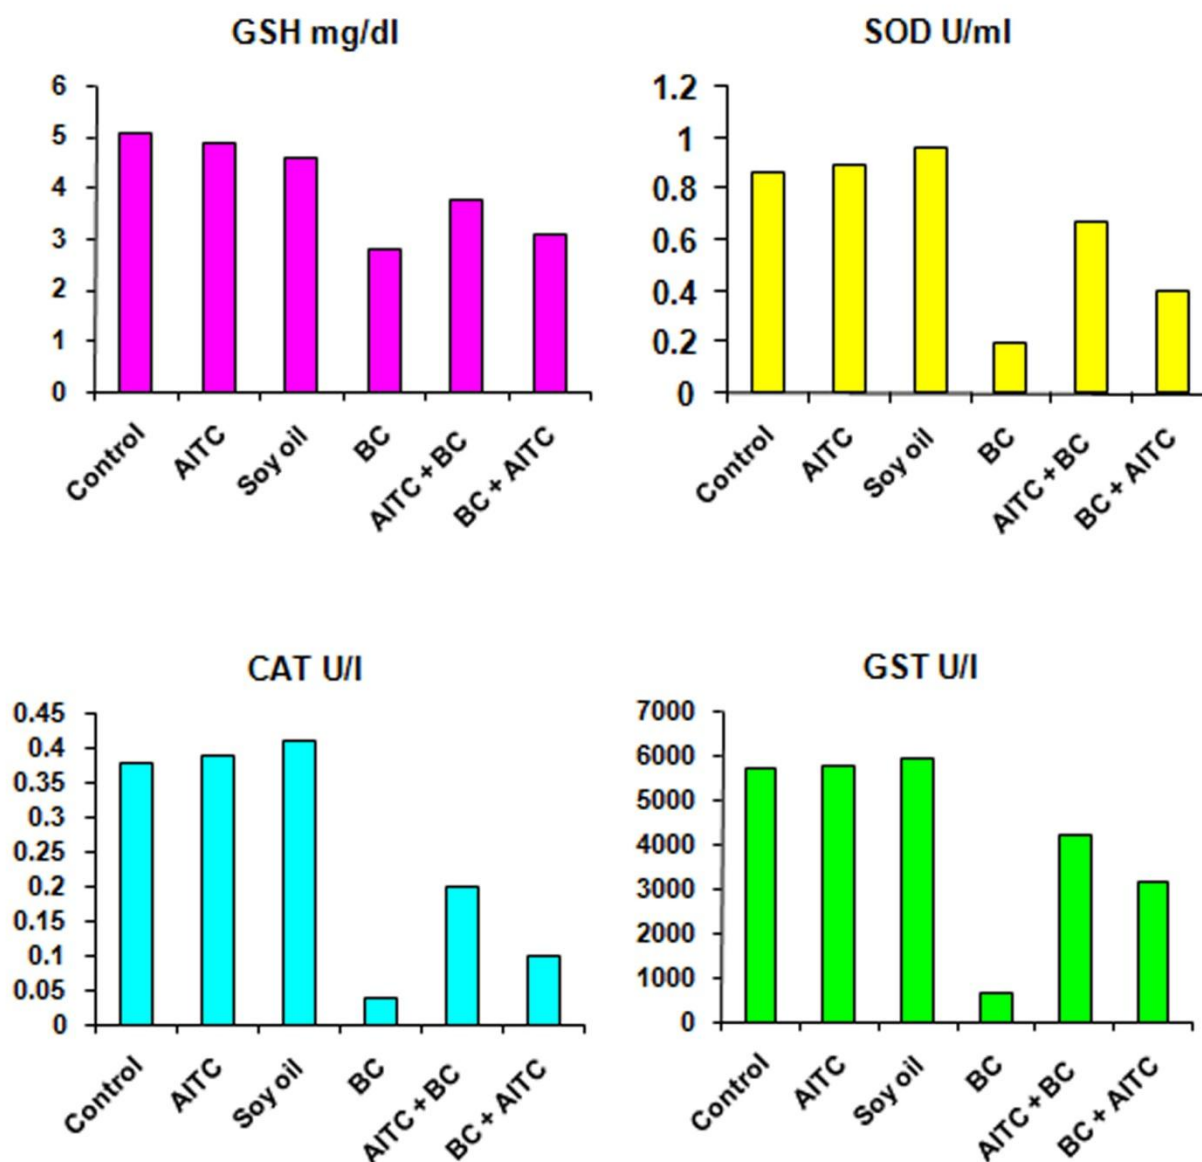 GSH mg/dl
6
5
4
3
2
1
0
Control
AITC
Soy oil
BC
AITC + BC
BC + AITC
SOD U/ml
1.2
1
0.8
0.6
0.4
0.2
0
Control
AITC
Soy oil
BC
AITC + BC
BC + AITC
CAT U/l
0.45
0.4
0.35
0.3
0.25
0.2
0.15
0.1
0.05
0
Control
AITC
Soy oil
BC
AITC + BC
BC + AITC
GST U/l
7000
6000
5000
4000
3000
2000
1000
0
Control
AITC
Soy oil
BC
AITC + BC
BC + AITC